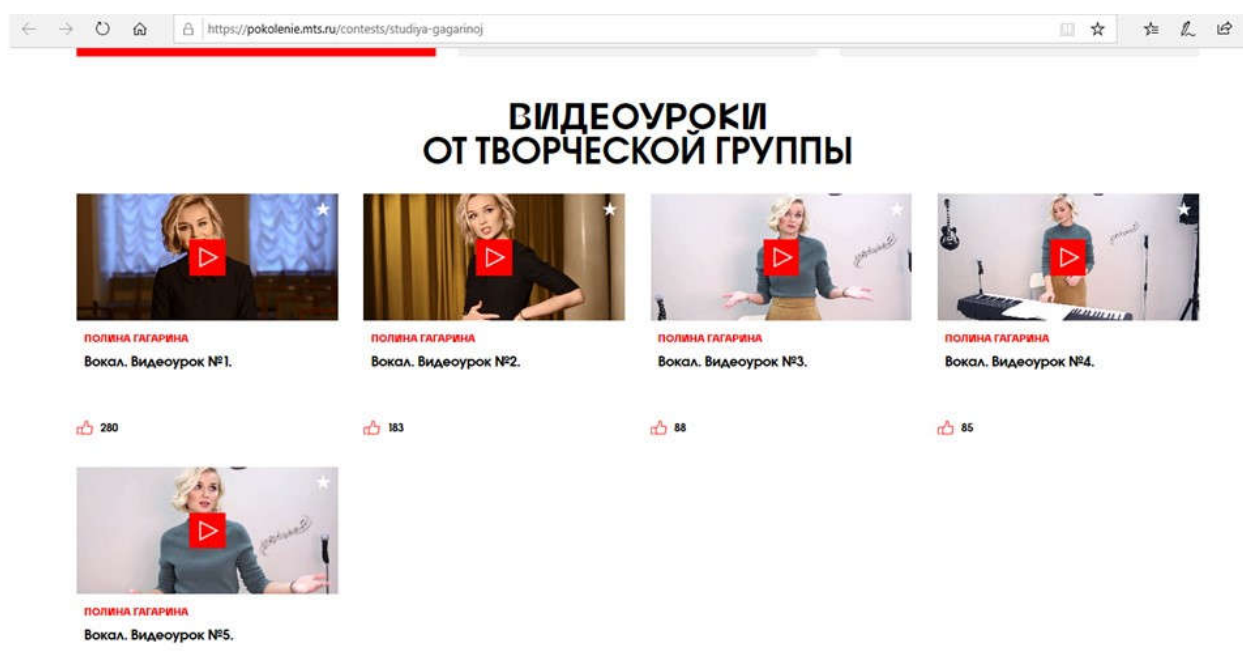 https://pokolenie.mts.ru/contests/studiya-gagarinoj
ВИДЕОУРОКИ
ОТ ТВОРЧЕСКОЙ ГРУППЫ
ПОЛИНА ГАГАРИНА
Вокал. Видеоурок №1.
280
ПОЛИНА ГАГАРИНА
Вокал. Видеоурок №2.
183
ПОЛИНА ГАГАРИНА
Вокал. Видеоурок №3.
88
ПОЛИНА ГАГАРИНА
Вокал. Видеоурок №4.
85
ПОЛИНА ГАГАРИНА
Вокал. Видеоурок №5.